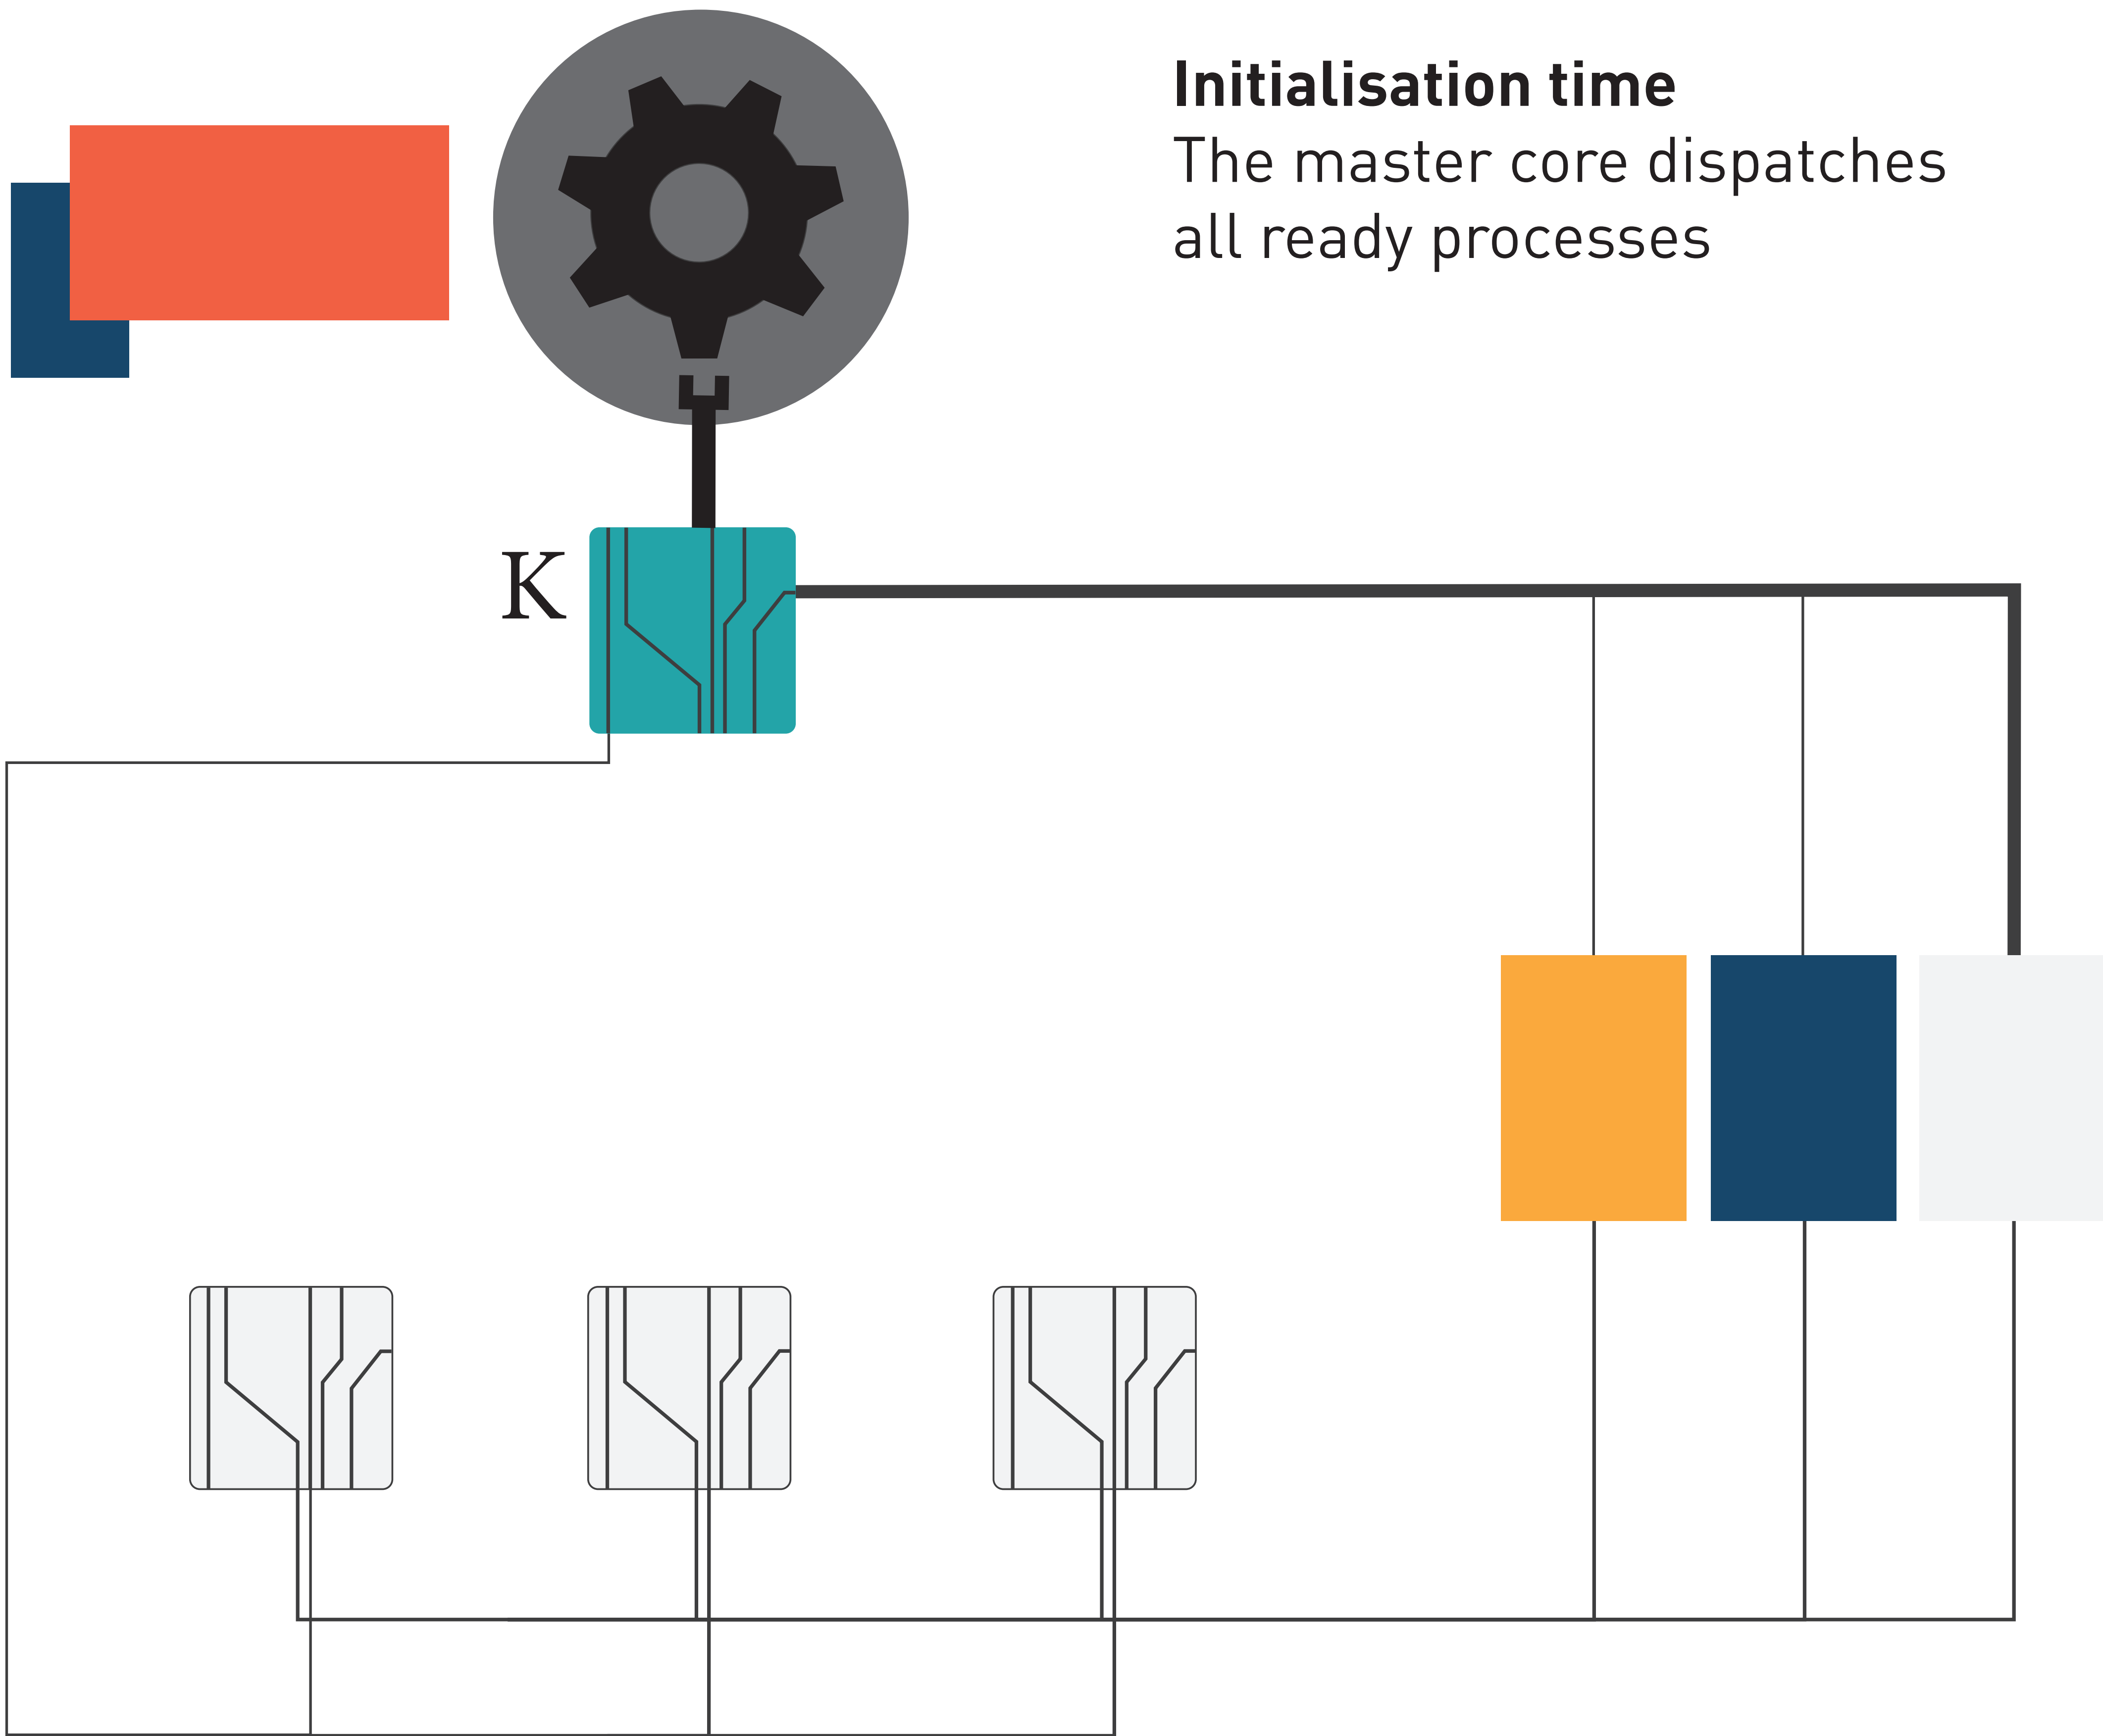 Initialisation time
The master core dispatches
all ready processes
K